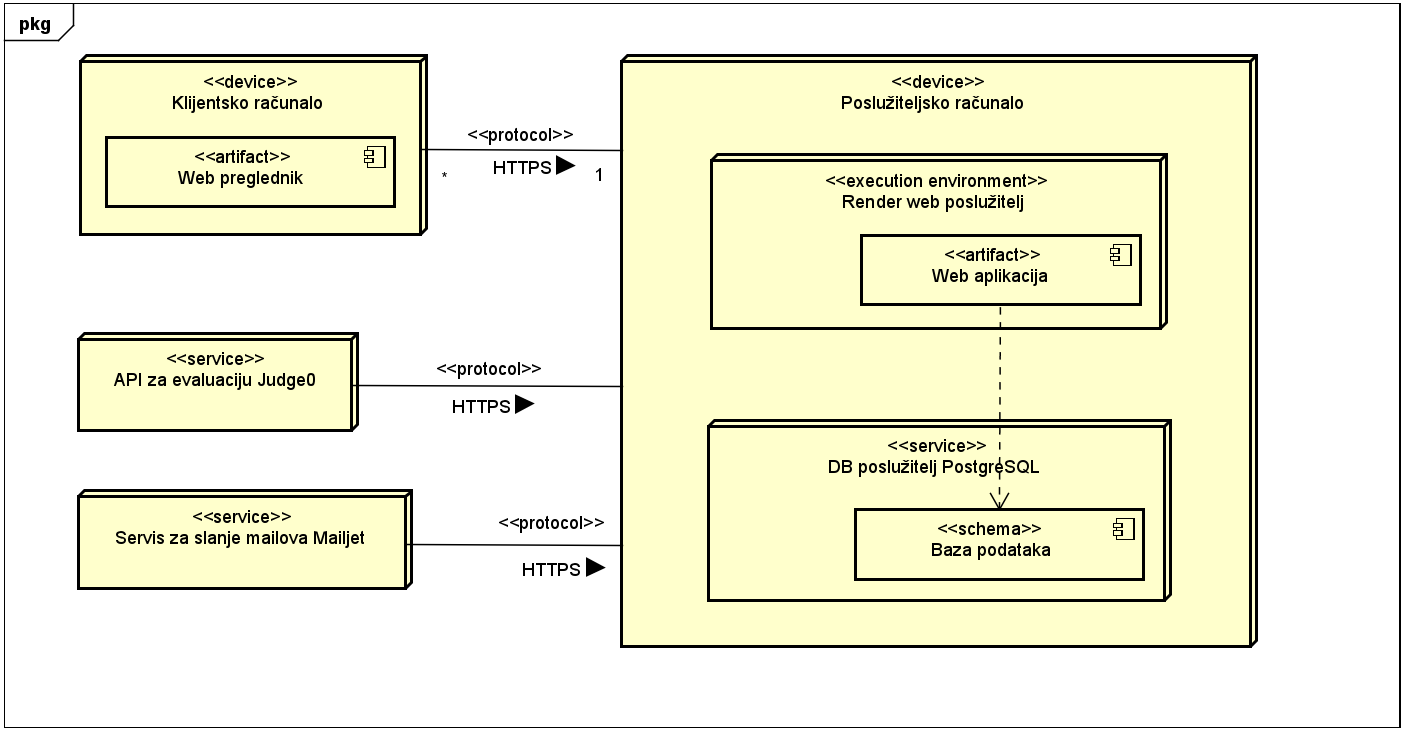 pkg
<<device>>
Klijentsko računalo
<<artifact>>
Web preglednik
<<protocol>>
HTTPS
*
1
<<device>>
Poslužiteljsko računalo
<<execution environment>>
Render web poslužitelj
<<artifact>>
Web aplikacija
<<service>>
API za evaluaciju Judge0
<<protocol>>
HTTPS
<<service>>
DB poslužitelj PostgreSQL
<<schema>>
Baza podataka
<<service>>
Servis za slanje mailova Mailjet
<<protocol>>
HTTPS